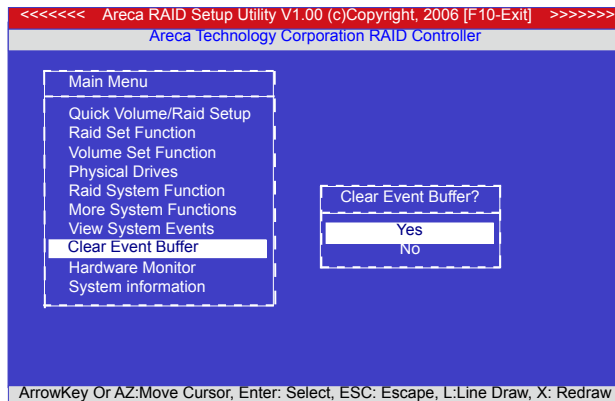 <<<<<<< Areca RAID Setup Utility V1.00 (c)Copyright, 2006 [F10-Exit] >>>>>>>
Areca Technology Corporation RAID Controller
Main Menu
Quick Volume/Raid Setup
Raid Set Function
Volume Set Function
Physical Drives
Raid System Function
More System Functions
View System Events
Clear Event Buffer
Hardware Monitor
System information
Clear Event Buffer?
Yes
No
ArrowKey Or AZ:Move Cursor, Enter: Select, ESC: Escape, L:Line Draw, X: Redraw